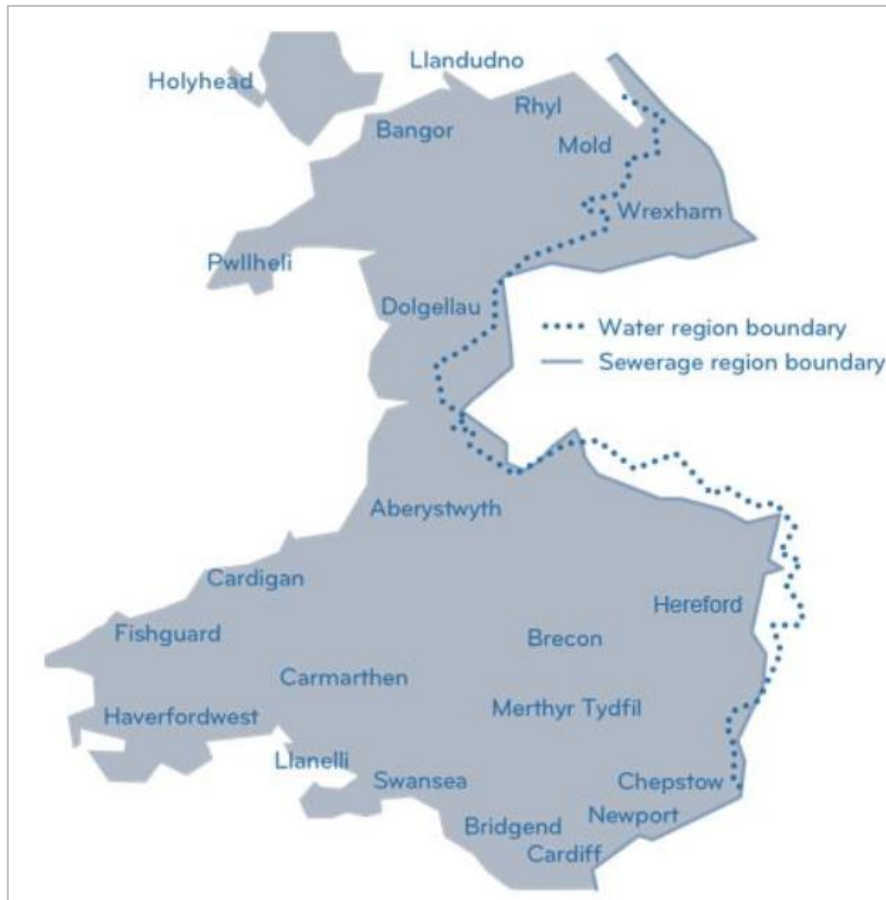 Llandudno
Holyhead
Rhyl
Bangor
Mold
Wrexham
Pwllheli
Dolgellau
Water region boundary
Sewerage region boundary
Aberystwyth
Cardigan
Hereford
Fishguard
Brecon
Carmarthen
Merthyr Tydfil
Haverfordwest
Llanelli
Swansea
Chepstow
Newport
Bridgend
Cardiff